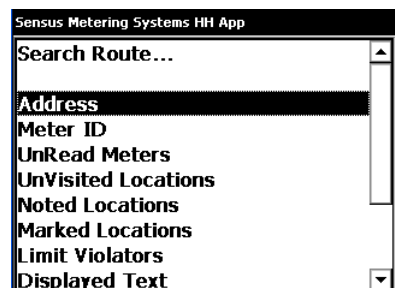 Sensus Metering Systems HH App
Search Route...
Address
Meter ID
UnRead Meters
UnVisited Locations
Noted Locations
Marked Locations
Limit Violators
Displayed Text